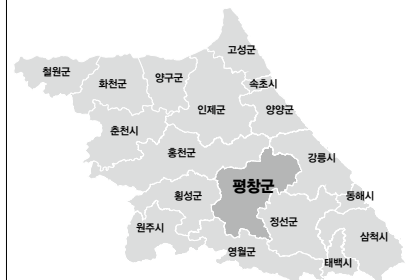 고성군
철원군
화천군
양구군
속초시
인제군
양양군
춘천시
홍천군
강릉시
평창군
횡성군
동해시
원주시
정선군
삼척시
영월군
태백시